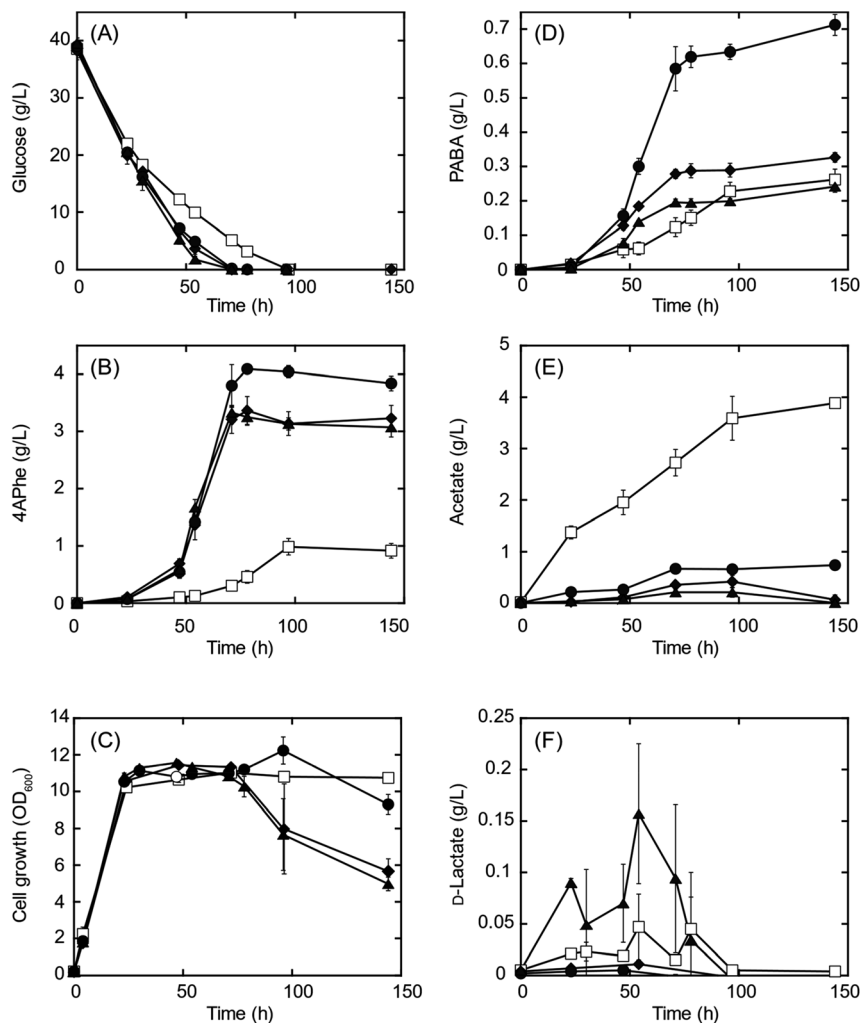 (A)
Glucose (g/L)
40
30
20
10
0
0 50 100 150
Time (h)
(D)
PABA (g/L)
0.7
0.6
0.5
0.4
0.3
0.2
0.1
0
0 50 100 150
Time (h)
(B)
4APhe (g/L)
4
3
2
1
0
0 50 100 150
Time (h)
(E)
Acetate (g/L)
5
4
3
2
1
0
0 50 100 150
Time (h)
(C)
Cell growth (OD600)
14
12
10
8
6
4
2
0
0 50 100 150
Time (h)
(F)
D-Lactate (g/L)
0.25
0.2
0.15
0.1
0.05
0
0 50 100 150
Time (h)